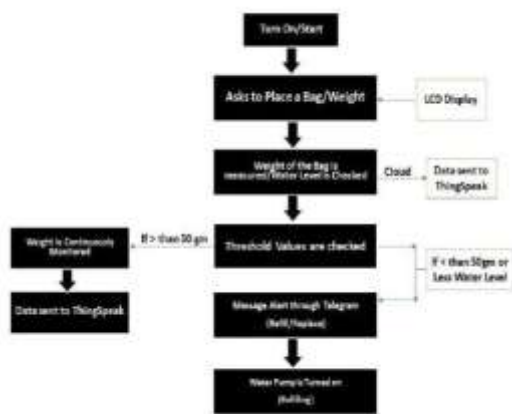 Turn On/Start
Asks to Place a Bag/Weight
LCD Display
Weight of the Bag is
measured/Water Level is Checked
Cloud
Data sent to
ThingSpeak
If > than 50 gm
Weight is Continuously
Monitored
Threshold Values are checked
If < than 50gm or
Less Water Level
Data sent to ThingSpeak
Message Alert through Telegram
(Refill/Replace)
Water Pump is Turned on
(Refilling)